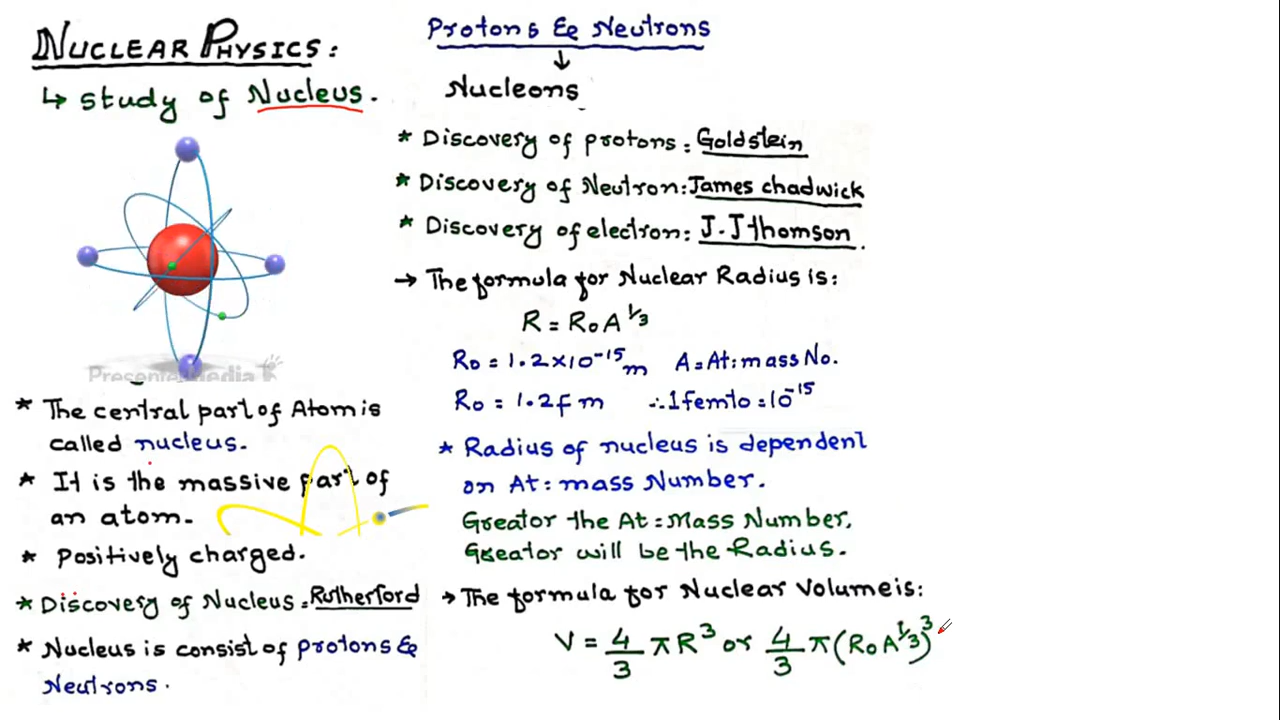 NUCLEAR PHYSICS:
↳ study of Nucleus.
* The central part of Atom is
called nucleus.
* It is the massive part of
an atom.
* Positively charged.
* Discovery of Nucleus: Rutherford
* Nucleus is consist of protons &
Neutrons.
Protons & Neutrons
↓
Nucleons
* Discovery of protons: Goldstein
* Discovery of Neutron: James chadwick
* Discovery of electron: J.J thomson.
→ The formula for Nuclear Radius is:
R = R₀A^1/3
R₀ = 1.2×10⁻¹⁵ m A = At: mass No.
R₀ = 1.2 f m ∴ 1 femto = 10⁻¹⁵
* Radius of nucleus is dependent
on At: mass Number.
Greator the At: Mass Number,
Greator will be the Radius.
→ The formula for Nuclear Volume is:
V = 4/3 πR³ or 4/3 π(R₀A^1/3)³